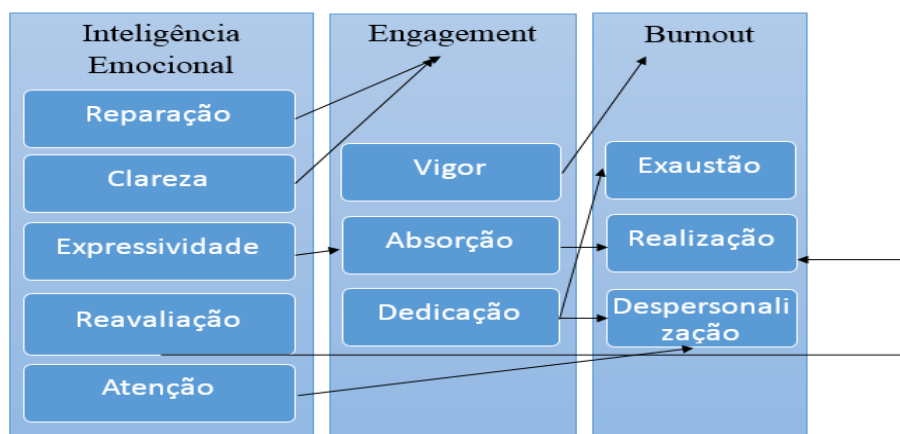 Inteligência
Emocional
Reparação
Clareza
Expressividade
Reavaliação
Atenção
Engagement
Vigor
Absorção
Dedicação
Burnout
Exaustão
Realização
Despersonali
zação